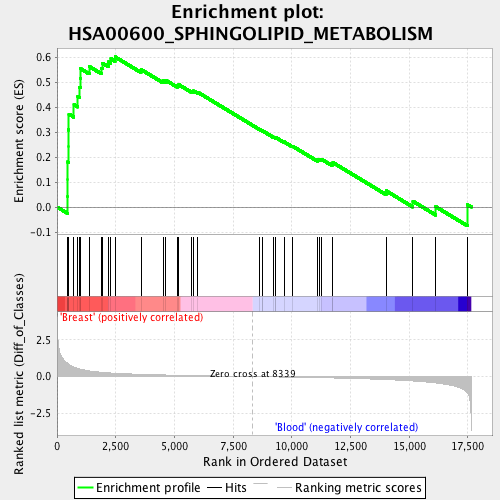 Enrichment plot:
HSA00600_SPHINGOLIPID_METABOLISM
Enrichment score (ES)
0.6
0.5
0.4
0.3
0.2
0.1
0.0
-0.1
'Breast' (positively correlated)
Ranked list metric (Diff_of_Classes)
2.5
0.0
-2.5
Zero cross at 8339
'Blood' (negatively correlated)
0 2,500 5,000 7,500 10,000 12,500 15,000 17,500
Rank in Ordered Dataset
Enrichment profile Hits Ranking metric scores